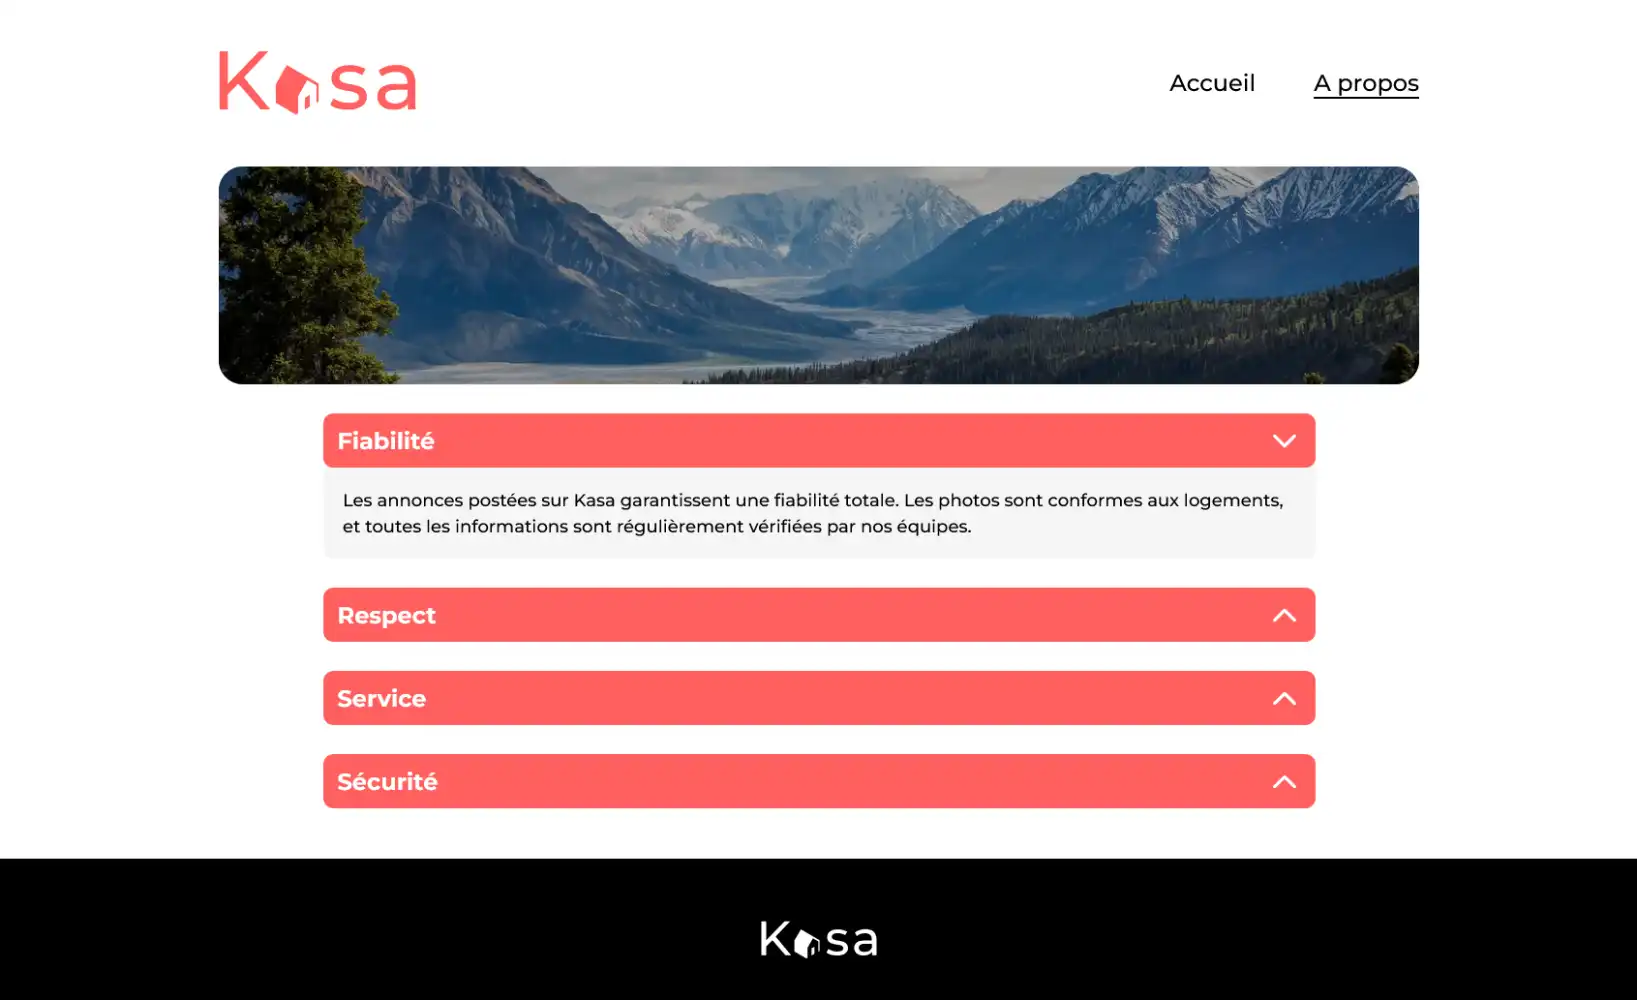 Kasa
Accueil
A propos
Fiabilité
Les annonces postées sur Kasa garantissent une fiabilité totale. Les photos sont conformes aux logements,
et toutes les informations sont régulièrement vérifiées par nos équipes.
Respect
Service
Sécurité
Kasa